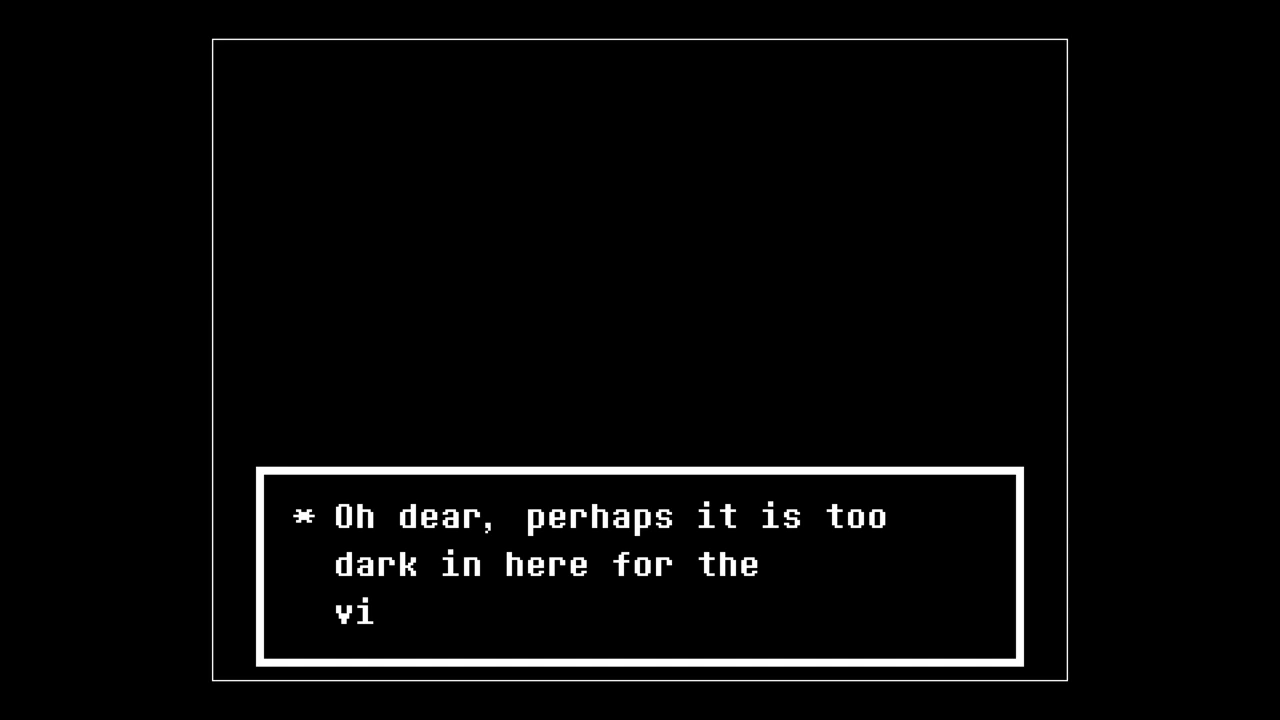 * Oh dear, perhaps it is too
dark in here for the
vi